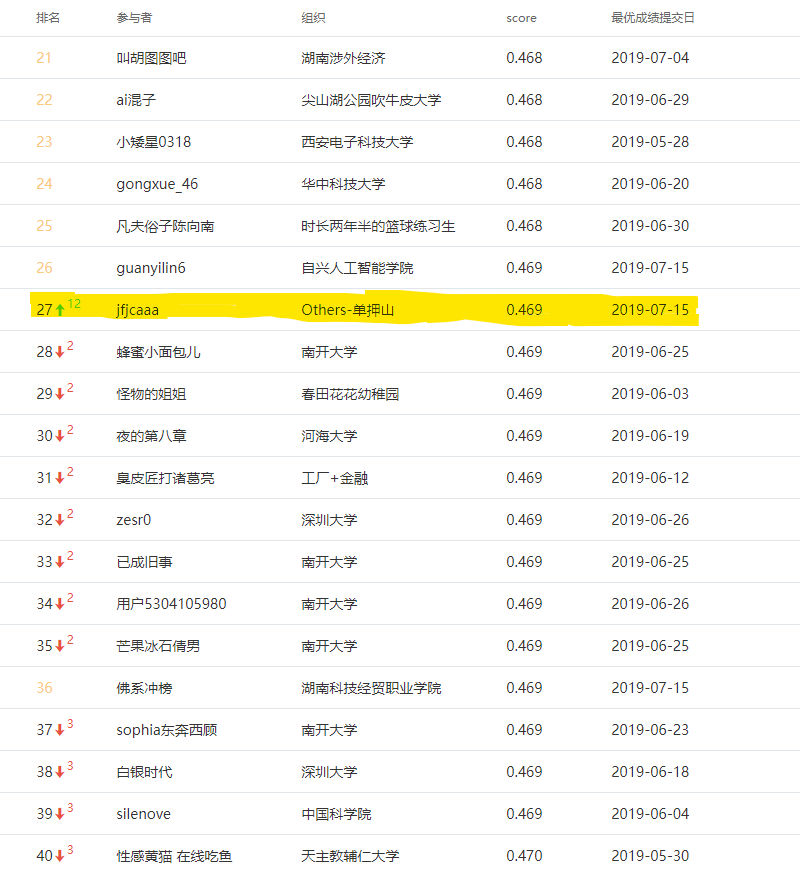 排名 参与者 组织 score 最优成绩提交日
21 叫胡图图吧 湖南涉外经济 0.468 2019-07-04
22 ai混子 尖山湖公园吹牛皮大学 0.468 2019-06-29
23 小矮星0318 西安电子科技大学 0.468 2019-05-28
24 gongxue_46 华中科技大学 0.468 2019-06-20
25 凡夫俗子陈向南 时长两年半的篮球练习生 0.468 2019-06-30
26 guanyilin6 自兴人工智能学院 0.469 2019-07-15
27 12 jfjcaaa Others-单押山 0.469 2019-07-15
28 2 蜂蜜小面包儿 南开大学 0.469 2019-06-25
29 2 怪物的姐姐 春田花花幼稚园 0.469 2019-06-03
30 2 夜的第八章 河海大学 0.469 2019-06-19
31 2 臭皮匠打诸葛亮 工厂+金融 0.469 2019-06-12
32 2 zesr0 深圳大学 0.469 2019-06-26
33 2 已成旧事 南开大学 0.469 2019-06-25
34 2 用户5304105980 南开大学 0.469 2019-06-26
35 2 芒果冰石倩男 南开大学 0.469 2019-06-25
36 佛系冲榜 湖南科技经贸职业学院 0.469 2019-07-15
37 3 sophia东奔西顾 南开大学 0.469 2019-06-23
38 3 白银时代 深圳大学 0.469 2019-06-18
39 3 silenove 中国科学院 0.469 2019-06-04
40 3 性感黄猫 在线吃鱼 天主教辅仁大学 0.470 2019-05-30